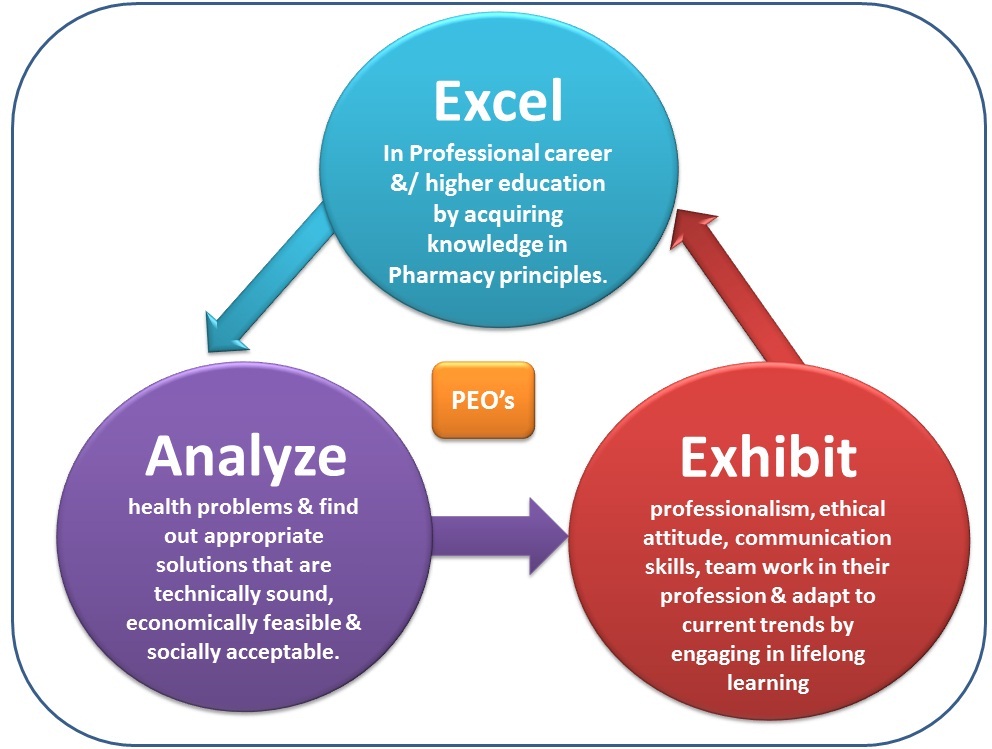 Excel
In Professional career
&/ higher education
by acquiring
knowledge in
Pharmacy principles.
PEO's
Analyze
health problems & find
out appropriate
solutions that are
technically sound,
economically feasible &
socially acceptable.
Exhibit
professionalism, ethical
attitude, communication
skills, team work in their
profession & adapt to
current trends by
engaging in lifelong
learning